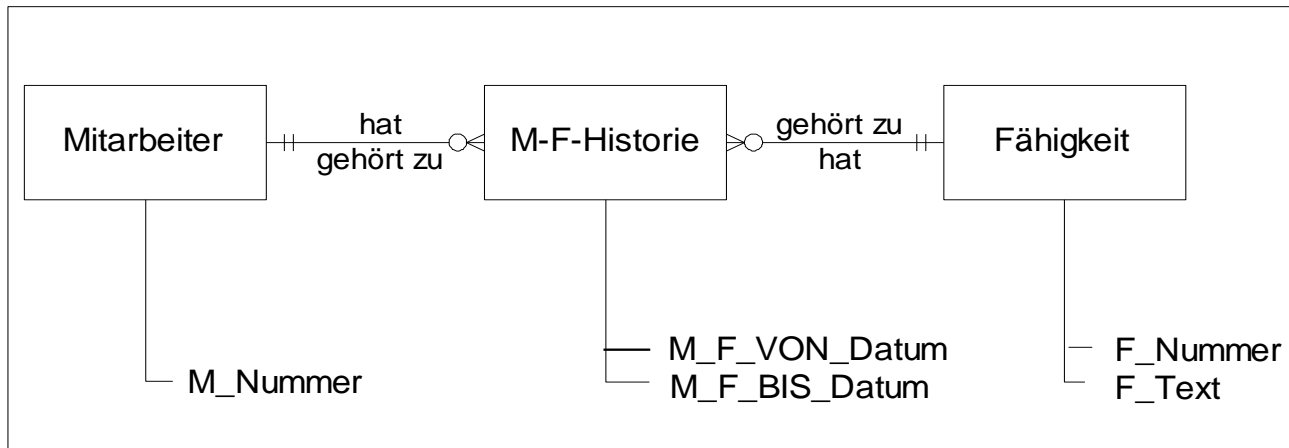 Mitarbeiter
hat
gehört zu
M-F-Historie
gehört zu
hat
Fähigkeit
M_Nummer
M_F_VON_Datum
M_F_BIS_Datum
F_Nummer
F_Text